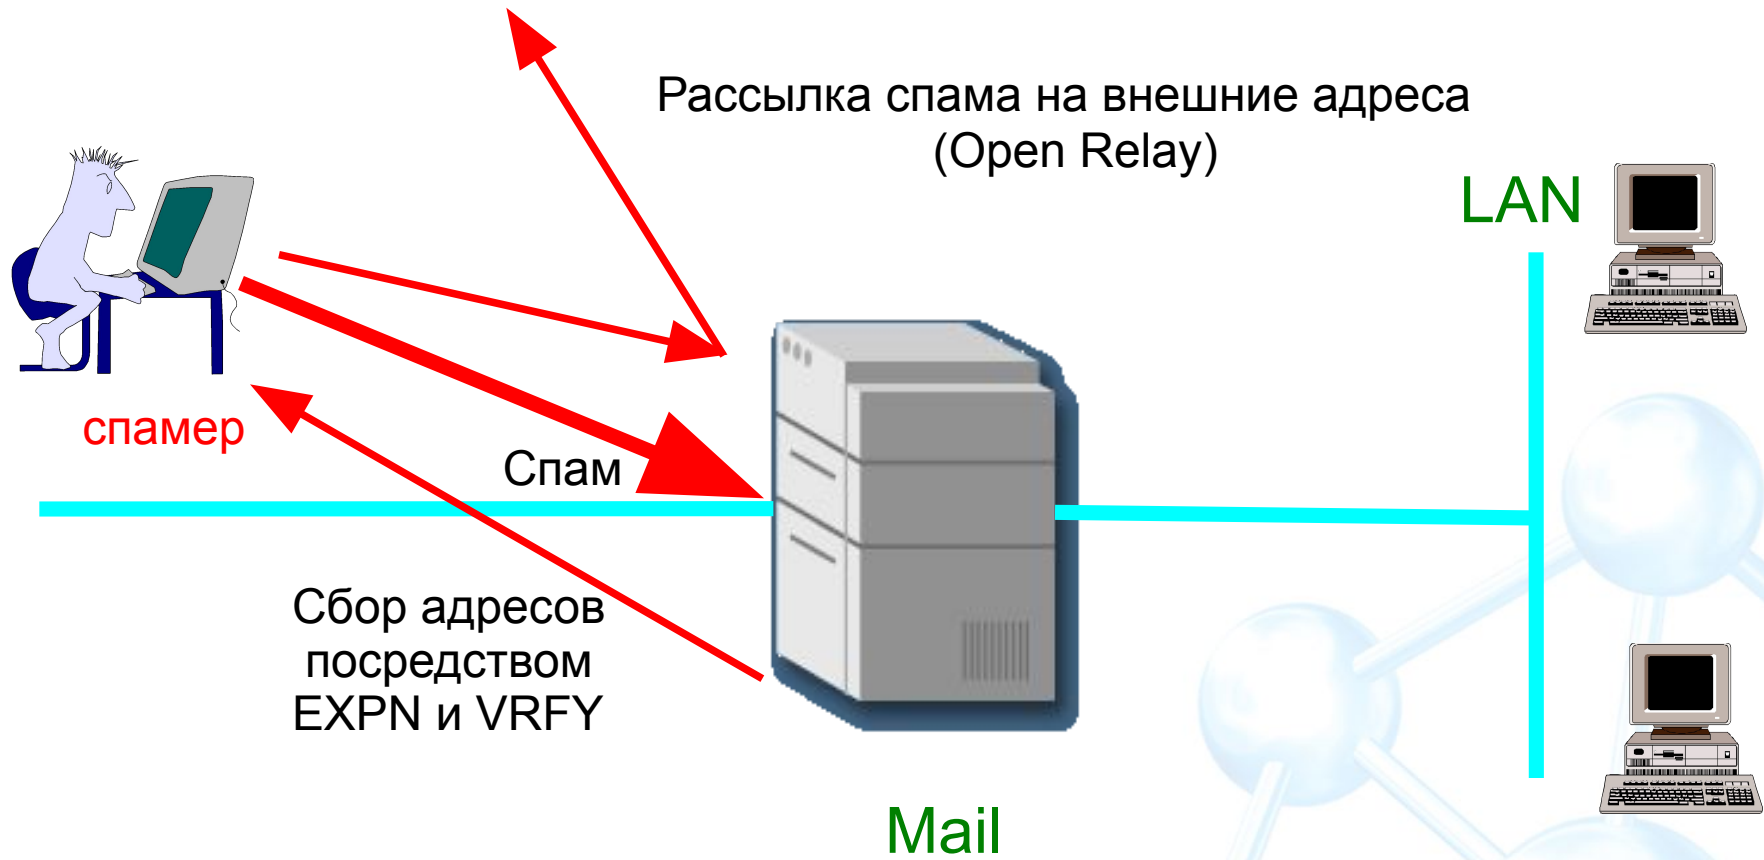 Рассылка спама на внешние адреса
(Open Relay)
LAN
спамер
Спам
Сбор адресов
посредством
EXPN и VRFY
Mail